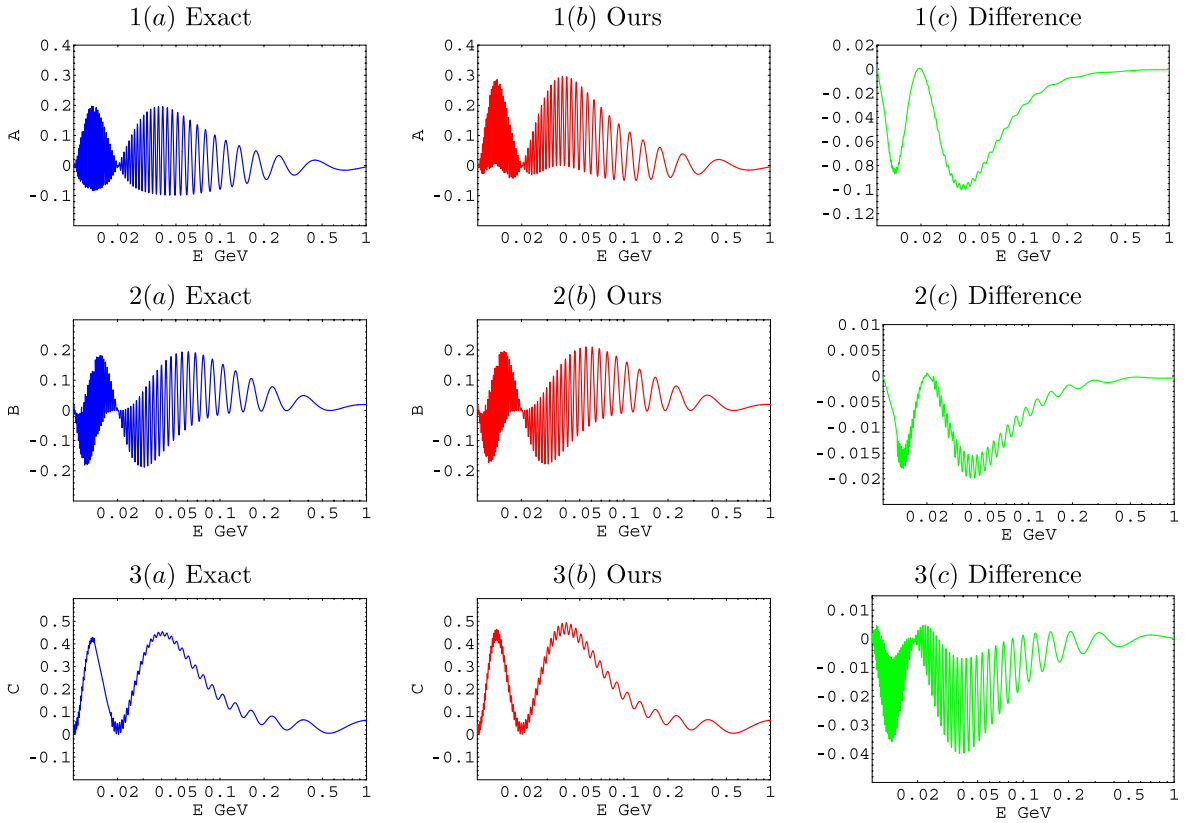 1(a) Exact
1(b) Ours
1(c) Difference
0.4
0.3
0.2
0.1
0
-0.1
A
0.02 0.05 0.1 0.2 0.5 1
E GeV
0.4
0.3
0.2
0.1
0
-0.1
A
0.02 0.05 0.1 0.2 0.5 1
E GeV
0.02
0
-0.02
-0.04
-0.06
-0.08
-0.1
-0.12
0.02 0.05 0.1 0.2 0.5 1
E GeV
2(a) Exact
2(b) Ours
2(c) Difference
0.2
0.1
0
-0.1
-0.2
B
0.02 0.05 0.1 0.2 0.5 1
E GeV
0.2
0.1
0
-0.1
-0.2
B
0.02 0.05 0.1 0.2 0.5 1
E GeV
0.01
0.005
0
-0.005
-0.01
-0.015
-0.02
0.02 0.05 0.1 0.2 0.5 1
E GeV
3(a) Exact
3(b) Ours
3(c) Difference
0.5
0.4
0.3
0.2
0.1
0
-0.1
C
0.02 0.05 0.1 0.2 0.5 1
E GeV
0.5
0.4
0.3
0.2
0.1
0
-0.1
C
0.02 0.05 0.1 0.2 0.5 1
E GeV
0.01
0
-0.01
-0.02
-0.03
-0.04
0.02 0.05 0.1 0.2 0.5 1
E GeV